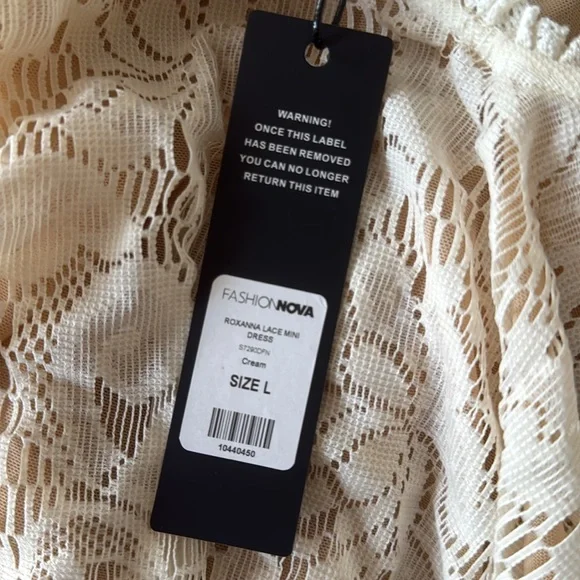 WARNING!
ONCE THIS LABEL
HAS BEEN REMOVED
YOU CAN NO LONGER
RETURN THIS ITEM
FASHIONNOVA
ROXANNA LACE MINI
DRESS
S7290DFN
Cream
SIZE L
10440450